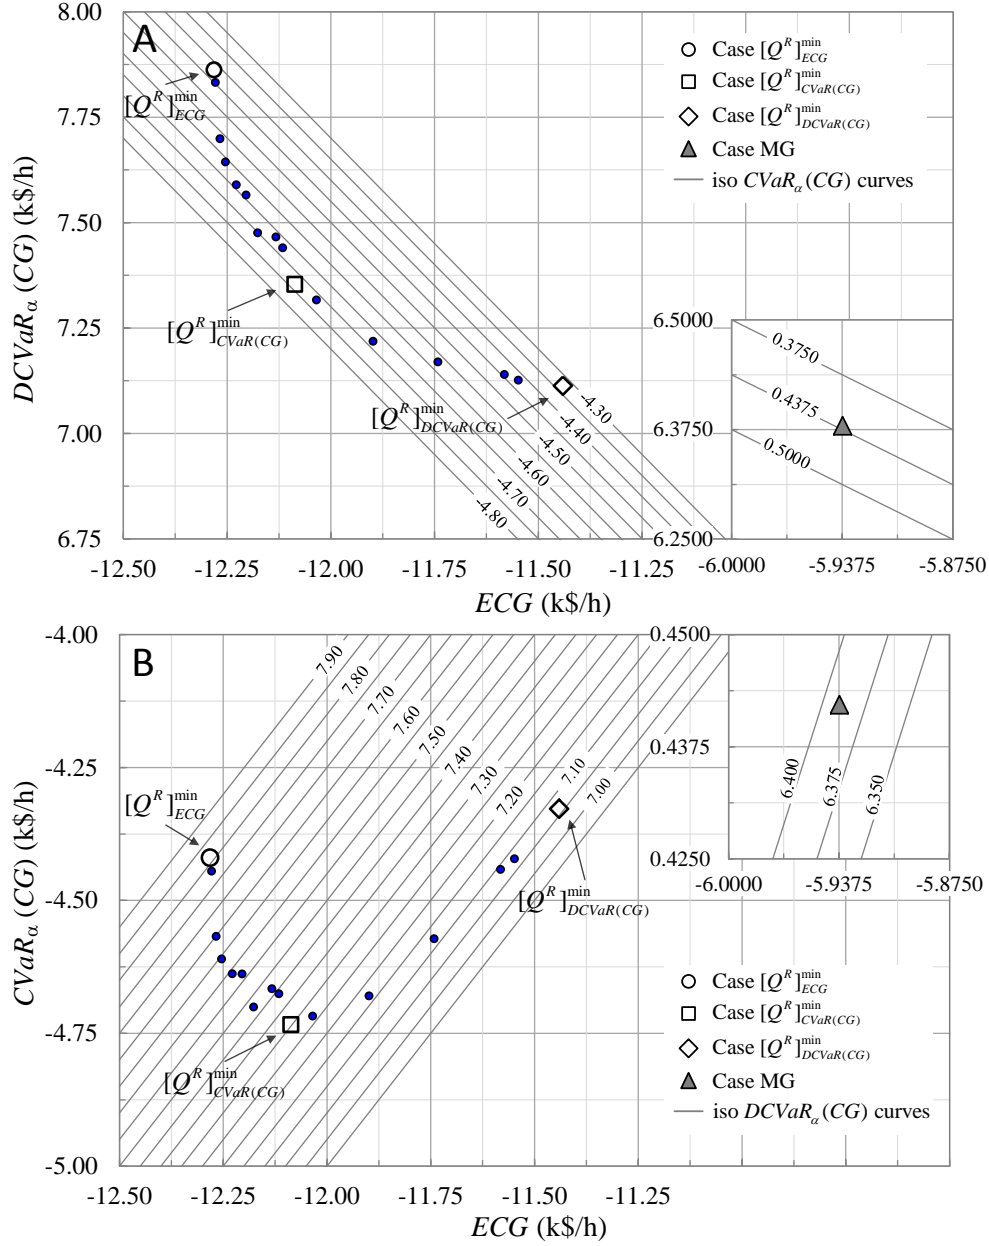 A
8.00
7.75
7.50
7.25
7.00
6.75
DCVaR_α (CG) (k$/h)
-12.50 -12.25 -12.00 -11.75 -11.50 -11.25
ECG (k$/h)
[Q^R]^min_ECG
[Q^R]^min_CVaR(CG)
[Q^R]^min_DCVaR(CG)
-4.30
-4.40
-4.50
-4.60
-4.70
-4.80
Case [Q^R]^min_ECG
Case [Q^R]^min_CVaR(CG)
Case [Q^R]^min_DCVaR(CG)
Case MG
iso CVaR_α(CG) curves
6.5000
6.3750
6.2500
0.3750
0.4375
0.5000
-6.0000 -5.9375 -5.8750
B
-4.00
-4.25
-4.50
-4.75
-5.00
CVaR_α (CG) (k$/h)
-12.50 -12.25 -12.00 -11.75 -11.50 -11.25
ECG (k$/h)
7.90
7.80
7.70
7.60
7.50
7.40
7.30
7.20
7.10
7.00
[Q^R]^min_ECG
[Q^R]^min_DCVaR(CG)
[Q^R]^min_CVaR(CG)
0.4500
0.4375
0.4250
6.400
6.375
6.350
-6.0000 -5.9375 -5.8750
Case [Q^R]^min_ECG
Case [Q^R]^min_CVaR(CG)
Case [Q^R]^min_DCVaR(CG)
Case MG
iso DCVaR_α(CG) curves